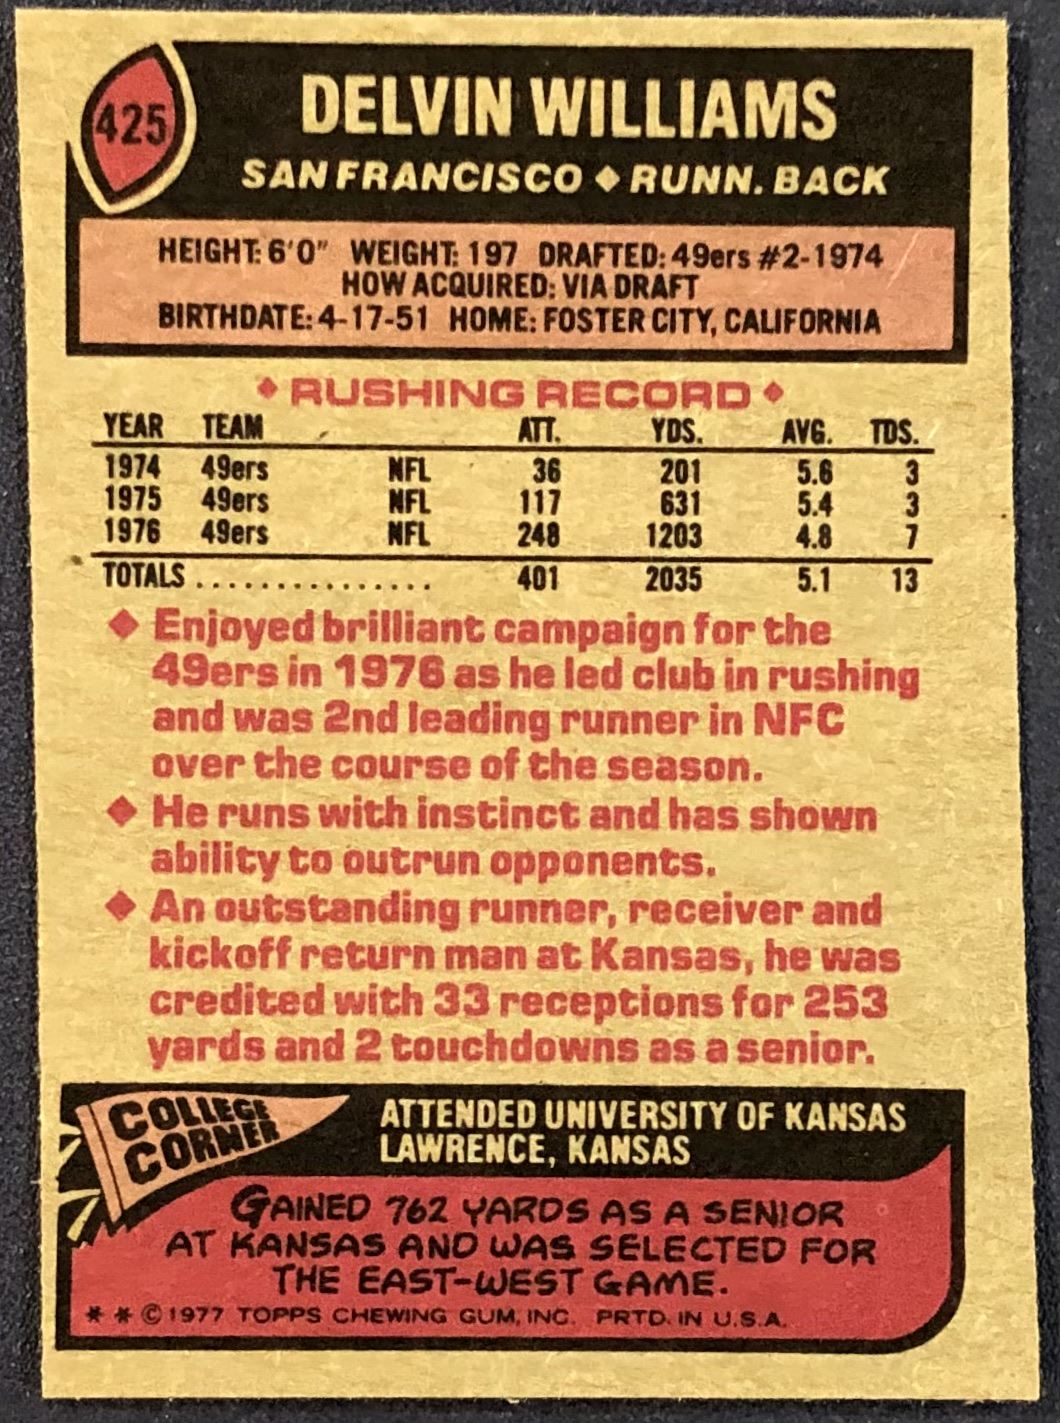 425
DELVIN WILLIAMS
SAN FRANCISCO ♦ RUNN. BACK
HEIGHT: 6'0" WEIGHT: 197 DRAFTED: 49ers #2-1974
HOW ACQUIRED: VIA DRAFT
BIRTHDATE: 4-17-51 HOME: FOSTER CITY, CALIFORNIA
♦ RUSHING RECORD ♦
YEAR TEAM ATT. YDS. AVG. TDS.
1974 49ers NFL 36 201 5.6 3
1975 49ers NFL 117 631 5.4 3
1976 49ers NFL 248 1203 4.8 7
TOTALS ............... 401 2035 5.1 13
♦ Enjoyed brilliant campaign for the
49ers in 1976 as he led club in rushing
and was 2nd leading runner in NFC
over the course of the season.
♦ He runs with instinct and has shown
ability to outrun opponents.
♦ An outstanding runner, receiver and
kickoff return man at Kansas, he was
credited with 33 receptions for 253
yards and 2 touchdowns as a senior.
COLLEGE
CORNER
ATTENDED UNIVERSITY OF KANSAS
LAWRENCE, KANSAS
GAINED 762 YARDS AS A SENIOR
AT KANSAS AND WAS SELECTED FOR
THE EAST-WEST GAME.
* * © 1977 TOPPS CHEWING GUM, INC. PRTD. IN U.S.A.